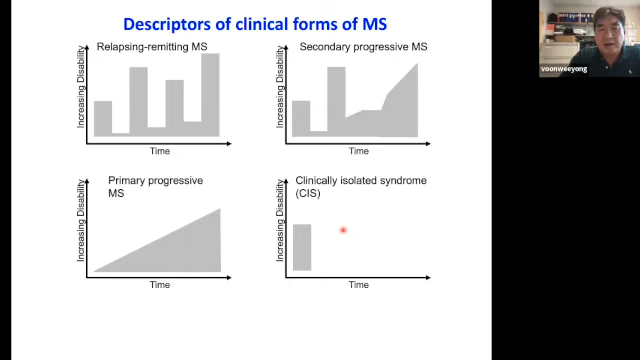 Descriptors of clinical forms of MS
Relapsing-remitting MS
Increasing Disability
Time
Secondary progressive MS
Increasing Disability
Time
Primary progressive
MS
Increasing Disability
Time
Clinically isolated syndrome
(CIS)
Increasing Disability
Time
voonweeyong